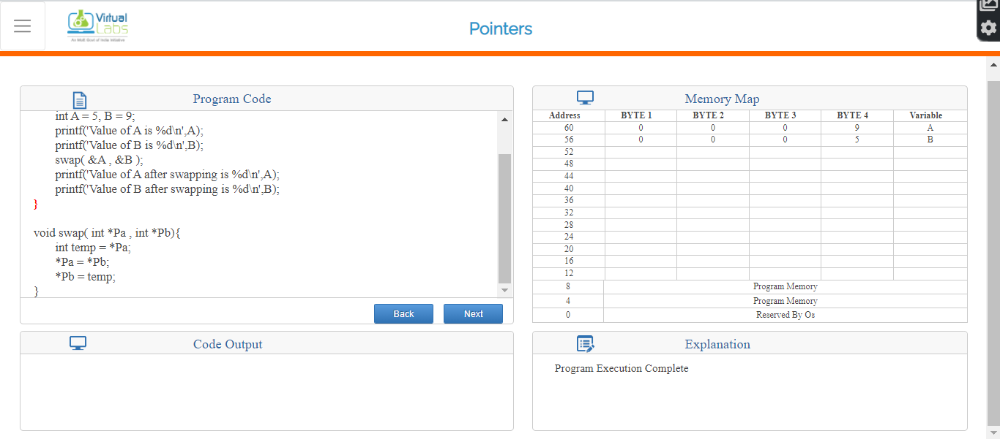 Virtual
Labs
An MoE Govt of India Initiative
Pointers
Program Code
int A = 5, B = 9;
printf('Value of A is %d\n',A);
printf('Value of B is %d\n',B);
swap( &A , &B );
printf('Value of A after swapping is %d\n',A);
printf('Value of B after swapping is %d\n',B);
}
void swap( int *Pa , int *Pb){
int temp = *Pa;
*Pa = *Pb;
*Pb = temp;
}
Back Next
Memory Map
Address BYTE 1 BYTE 2 BYTE 3 BYTE 4 Variable
60 0 0 0 9 A
56 0 0 0 5 B
52
48
44
40
36
32
28
24
20
16
12
8 Program Memory
4 Program Memory
0 Reserved By Os
Code Output
Explanation
Program Execution Complete